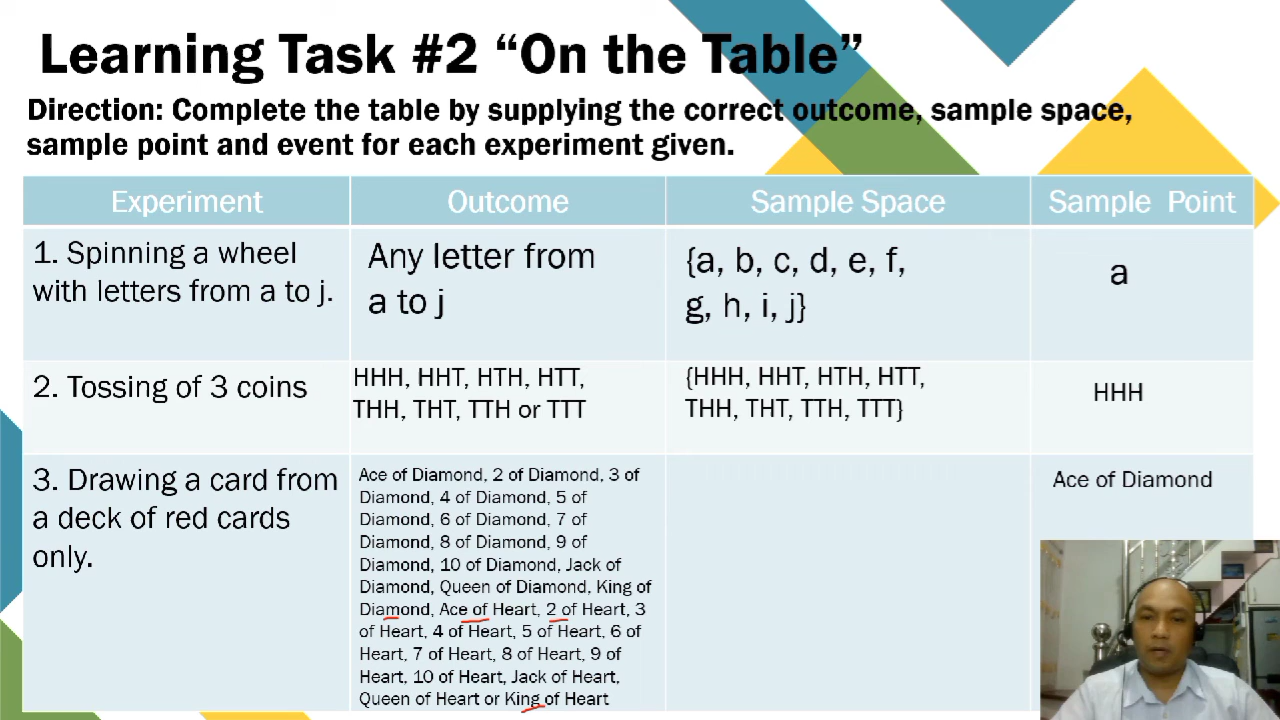 Learning Task #2 “On the Table”
Direction: Complete the table by supplying the correct outcome, sample space,
sample point and event for each experiment given.
Experiment
Outcome
Sample Space
Sample Point
1. Spinning a wheel
with letters from a to j.
Any letter from
a to j
{a, b, c, d, e, f,
g, h, i, j}
a
2. Tossing of 3 coins
HHH, HHT, HTH, HTT,
THH, THT, TTH or TTT
{HHH, HHT, HTH, HTT,
THH, THT, TTH, TTT}
HHH
3. Drawing a card from
a deck of red cards
only.
Ace of Diamond, 2 of Diamond, 3 of
Diamond, 4 of Diamond, 5 of
Diamond, 6 of Diamond, 7 of
Diamond, 8 of Diamond, 9 of
Diamond, 10 of Diamond, Jack of
Diamond, Queen of Diamond, King of
Diamond, Ace of Heart, 2 of Heart, 3
of Heart, 4 of Heart, 5 of Heart, 6 of
Heart, 7 of Heart, 8 of Heart, 9 of
Heart, 10 of Heart, Jack of Heart,
Queen of Heart or King of Heart
Ace of Diamond